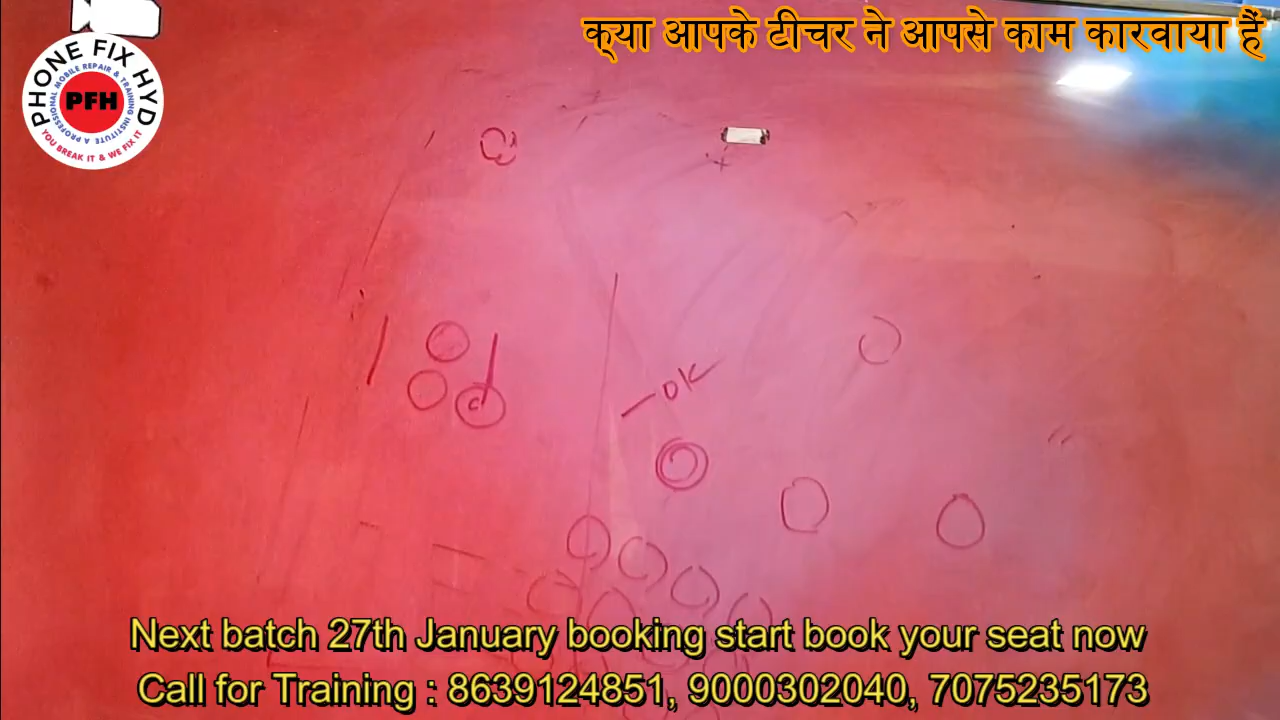 क्या आपके टीचर ने आपसे काम कारवाया हैं
PHONE FIX HYD
A PROFESSIONAL MOBILE REPAIR & TRAINING INSTITUTE
PFH
YOU BREAK IT & WE FIX IT
OK
Next batch 27th January booking start book your seat now
Call for Training : 8639124851, 9000302040, 7075235173